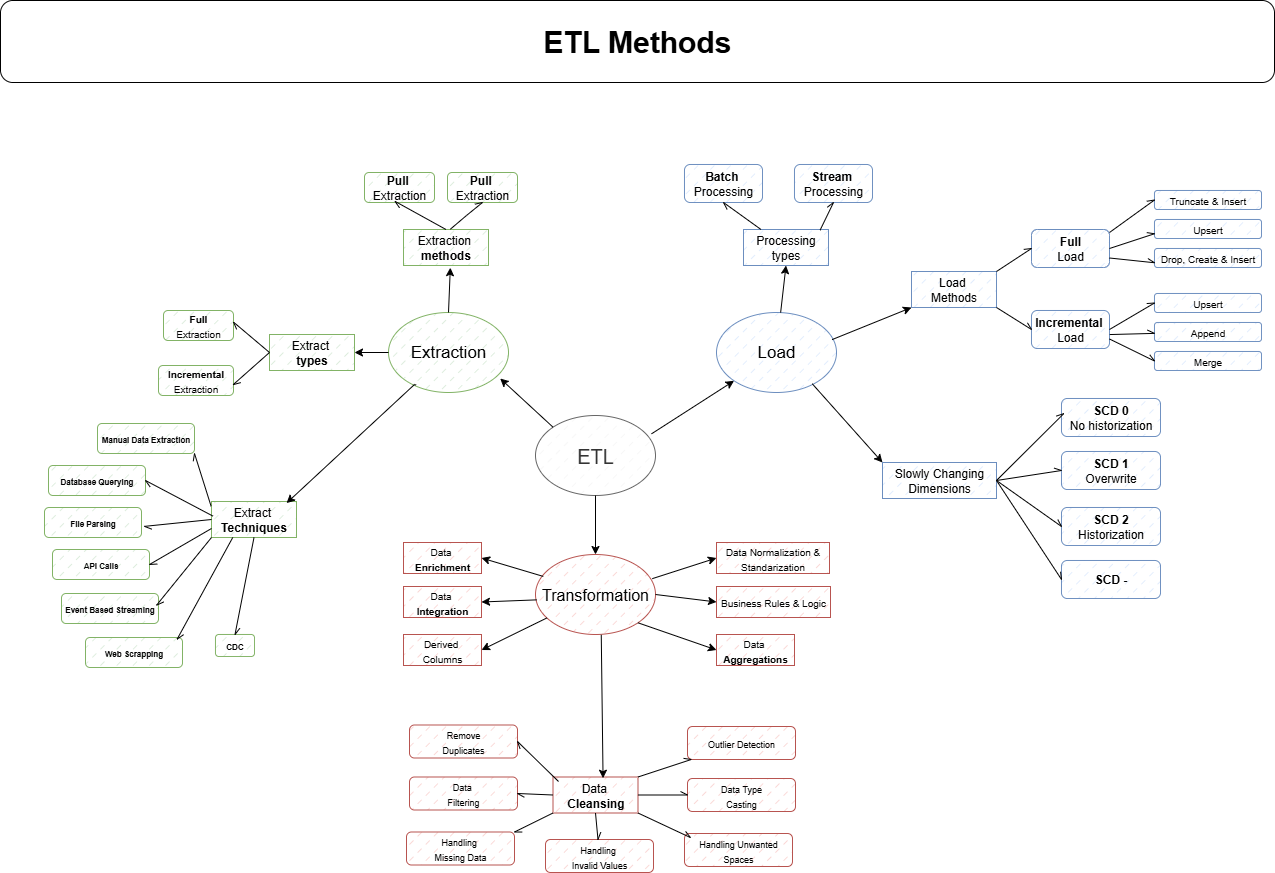 ETL Methods
Pull
Extraction
Pull
Extraction
Extraction
methods
Full
Extraction
Incremental
Extraction
Extract
types
Extraction
Manual Data Extraction
Database Querying
File Parsing
API Calls
Event Based Streaming
Web Scrapping
CDC
Extract
Techniques
Batch
Processing
Stream
Processing
Processing
types
Load
Load
Methods
Full
Load
Truncate & Insert
Upsert
Drop, Create & Insert
Incremental
Load
Upsert
Append
Merge
Slowly Changing
Dimensions
SCD 0
No historization
SCD 1
Overwrite
SCD 2
Historization
SCD -
ETL
Transformation
Data
Enrichment
Data
Integration
Derived
Columns
Data Normalization &
Standarization
Business Rules & Logic
Data
Aggregations
Data
Cleansing
Remove
Duplicates
Data
Filtering
Handling
Missing Data
Handling
Invalid Values
Outlier Detection
Data Type
Casting
Handling Unwanted
Spaces